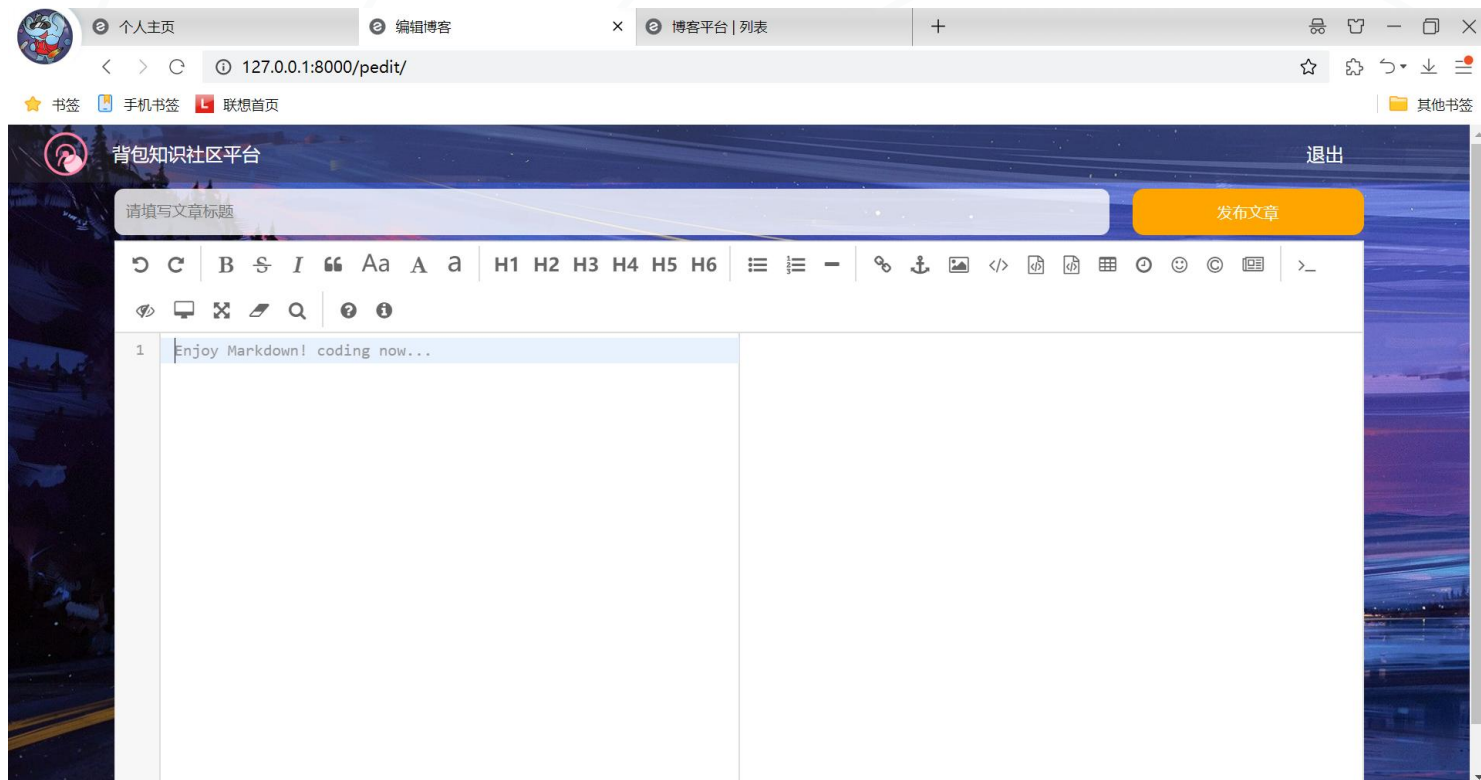 个人主页 编辑博客 博客平台 | 列表
127.0.0.1:8000/pedit/
书签 手机书签 L 联想首页 其他书签
背包知识社区平台 退出
请填写文章标题 发布文章
B S I Aa A a H1 H2 H3 H4 H5 H6
1 Enjoy Markdown! coding now...